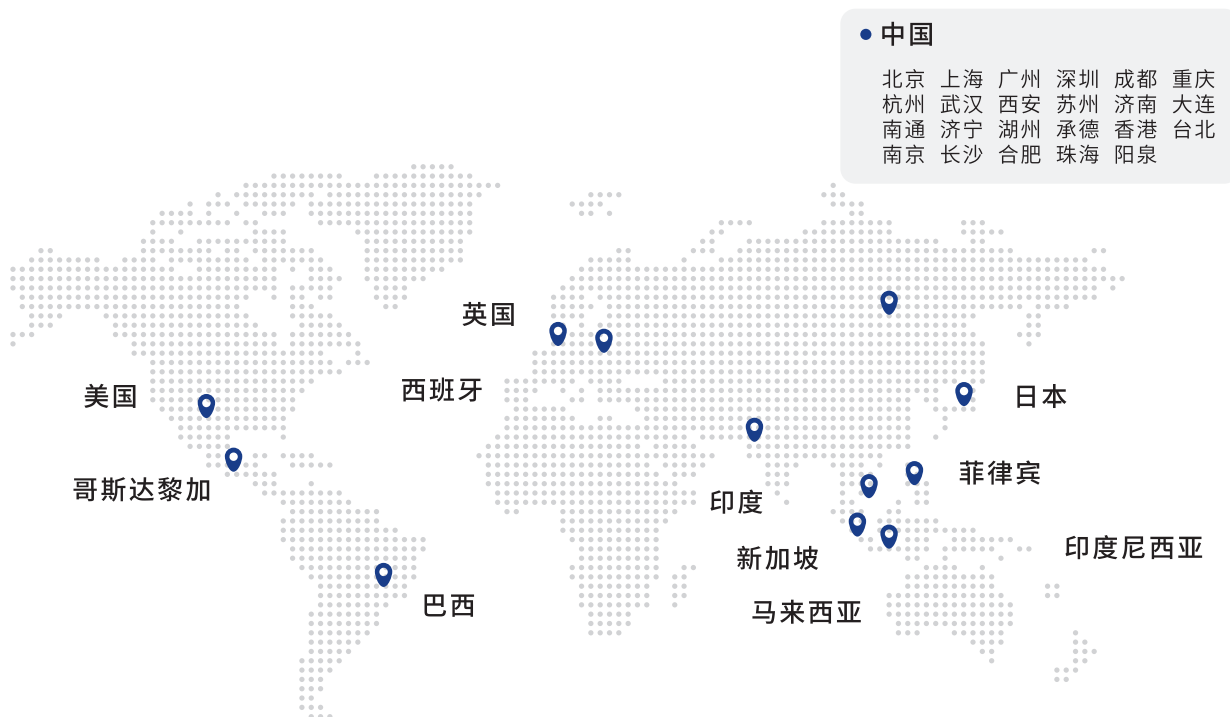 中国
北京 上海 广州 深圳 成都 重庆
杭州 武汉 西安 苏州 济南 大连
南通 济宁 湖州 承德 香港 台北
南京 长沙 合肥 珠海 阳泉
英国
西班牙
美国
日本
哥斯达黎加
菲律宾
印度
印度尼西亚
新加坡
巴西
马来西亚